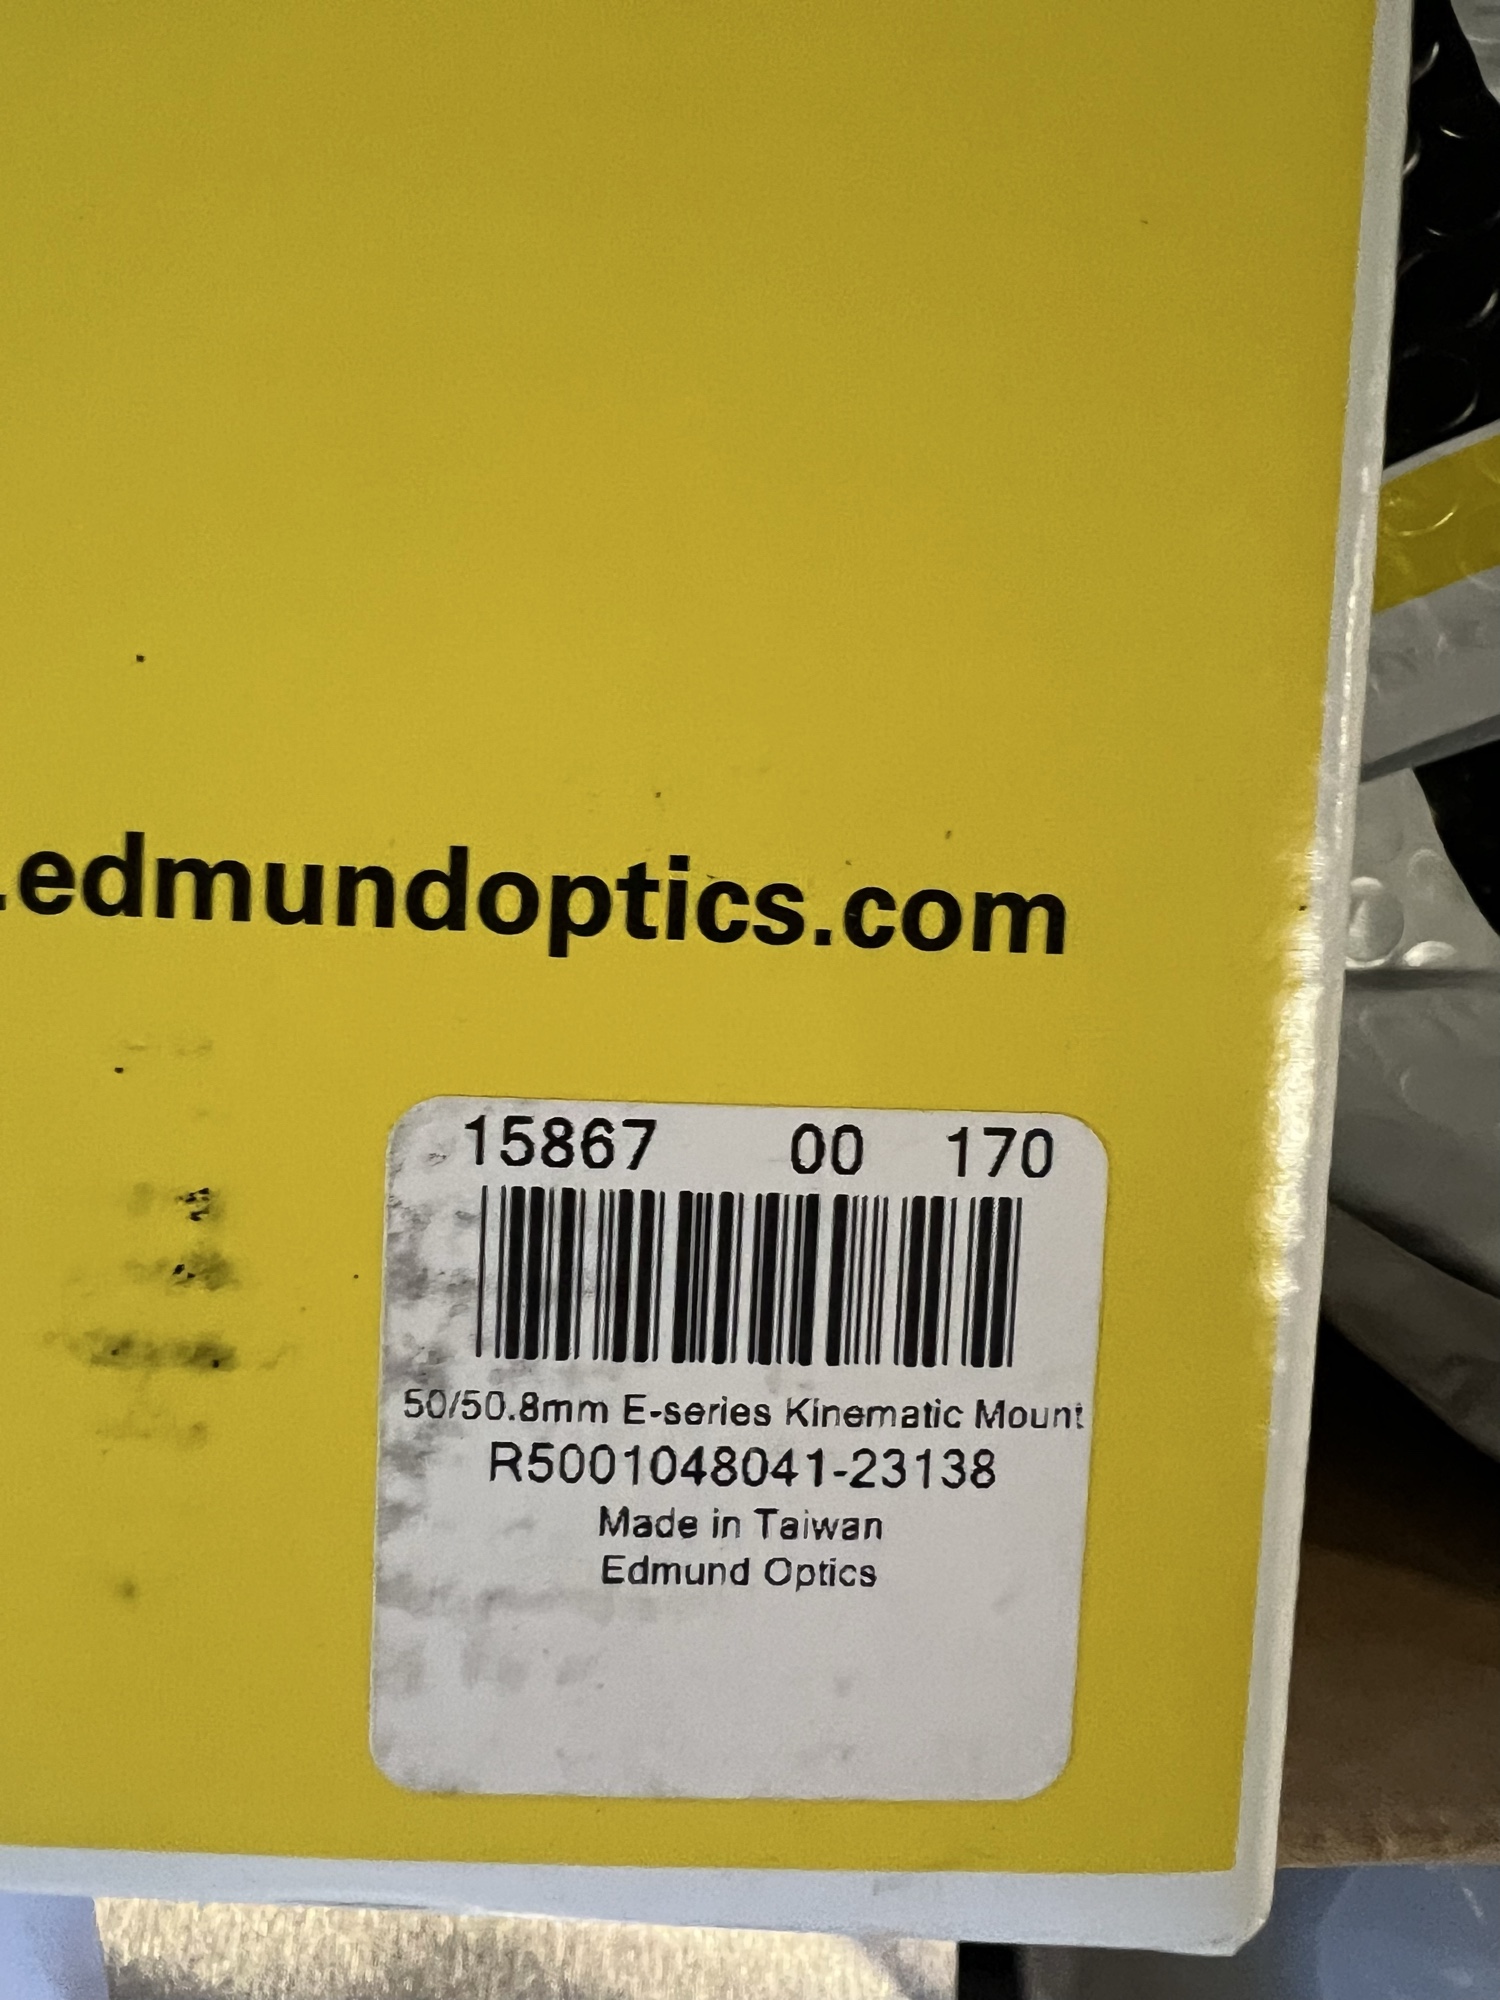 .edmundoptics.com
15867 00 170
50/50.8mm E-series Kinematic Mount
R5001048041-23138
Made in Taiwan
Edmund Optics